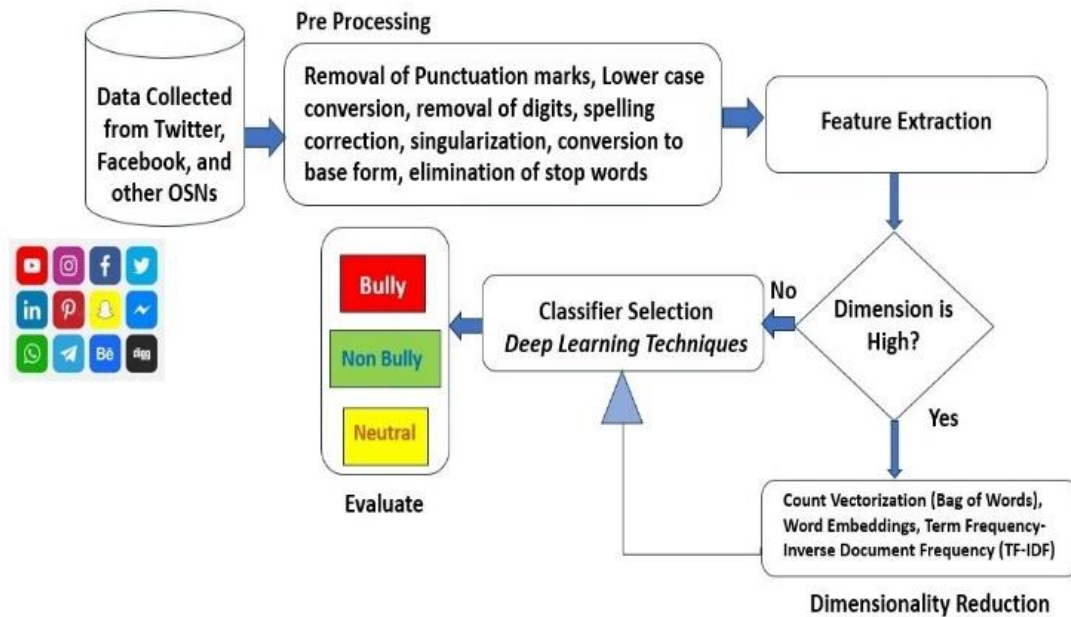 Pre Processing
Data Collected
from Twitter,
Facebook, and
other OSNs
Removal of Punctuation marks, Lower case
conversion, removal of digits, spelling
correction, singularization, conversion to
base form, elimination of stop words
Feature Extraction
in
Bē
digg
Bully
Non Bully
Neutral
Evaluate
Classifier Selection
Deep Learning Techniques
No
Dimension is
High?
Yes
Count Vectorization (Bag of Words),
Word Embeddings, Term Frequency-
Inverse Document Frequency (TF-IDF)
Dimensionality Reduction